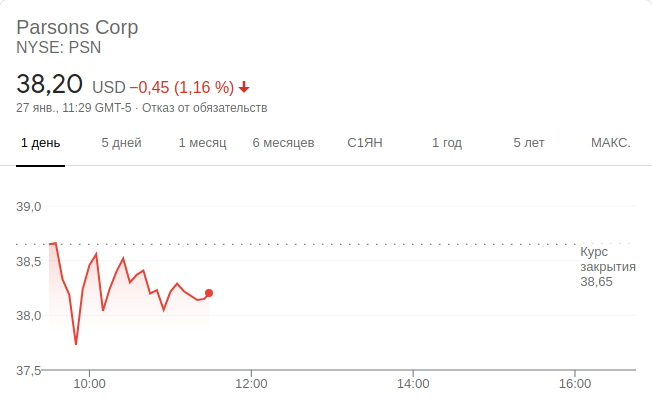 Parsons Corp
NYSE: PSN
38,20 USD −0,45 (1,16 %)
27 янв., 11:29 GMT-5 · Отказ от обязательств
1 день 5 дней 1 месяц 6 месяцев С1ЯН 1 год 5 лет МАКС.
39,0
38,5
38,0
37,5
Курс
закрытия
38,65
10:00 12:00 14:00 16:00